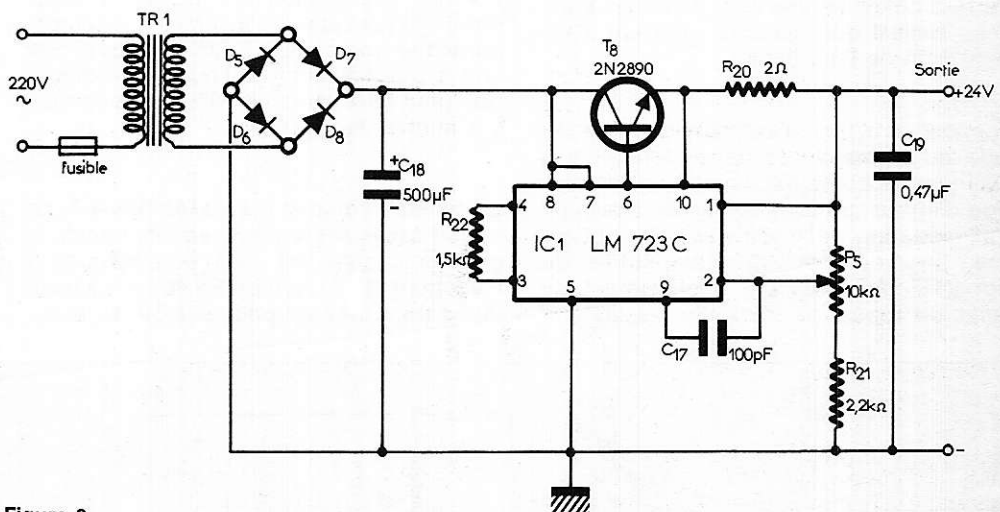 TR 1
220V
~
fusible
D5
D7
D6
D8
+
C18
500µF
-
T8
2N2890
R20 2Ω
Sortie
+24V
C19
0,47µF
8 7 6 10
4
1
R22
1,5kΩ
IC1 LM 723 C
3
2
5
9
P5
10kΩ
C17
100pF
R21
2,2kΩ
-
Figure 9